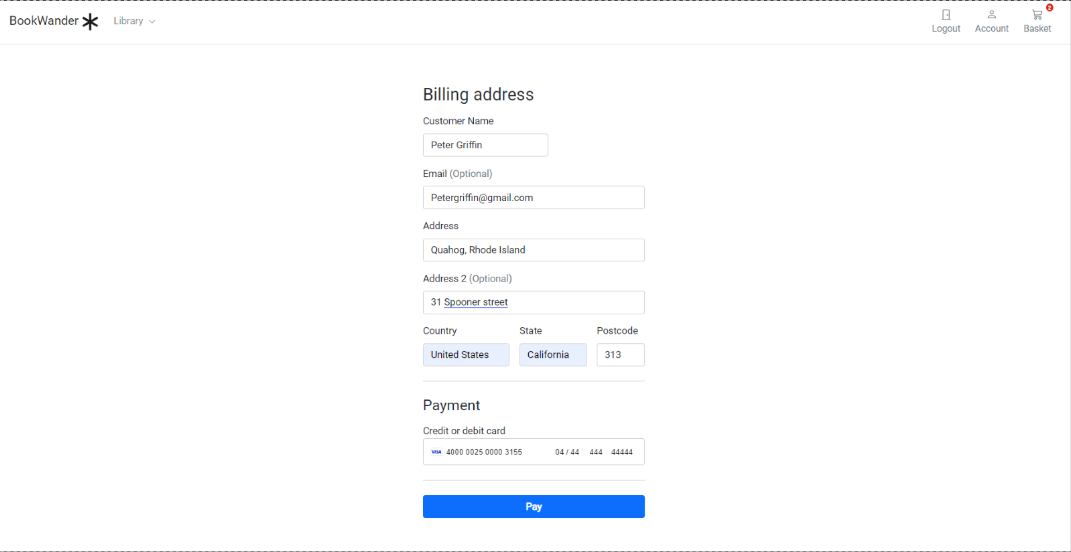 BookWander Library
2
Logout Account Basket
Billing address
Customer Name
Peter Griffin
Email (Optional)
Petergriffin@gmail.com
Address
Quahog, Rhode Island
Address 2 (Optional)
31 Spooner street
Country State Postcode
United States California 313
Payment
Credit or debit card
VISA 4000 0025 0000 3155 04 / 44 444 44444
Pay